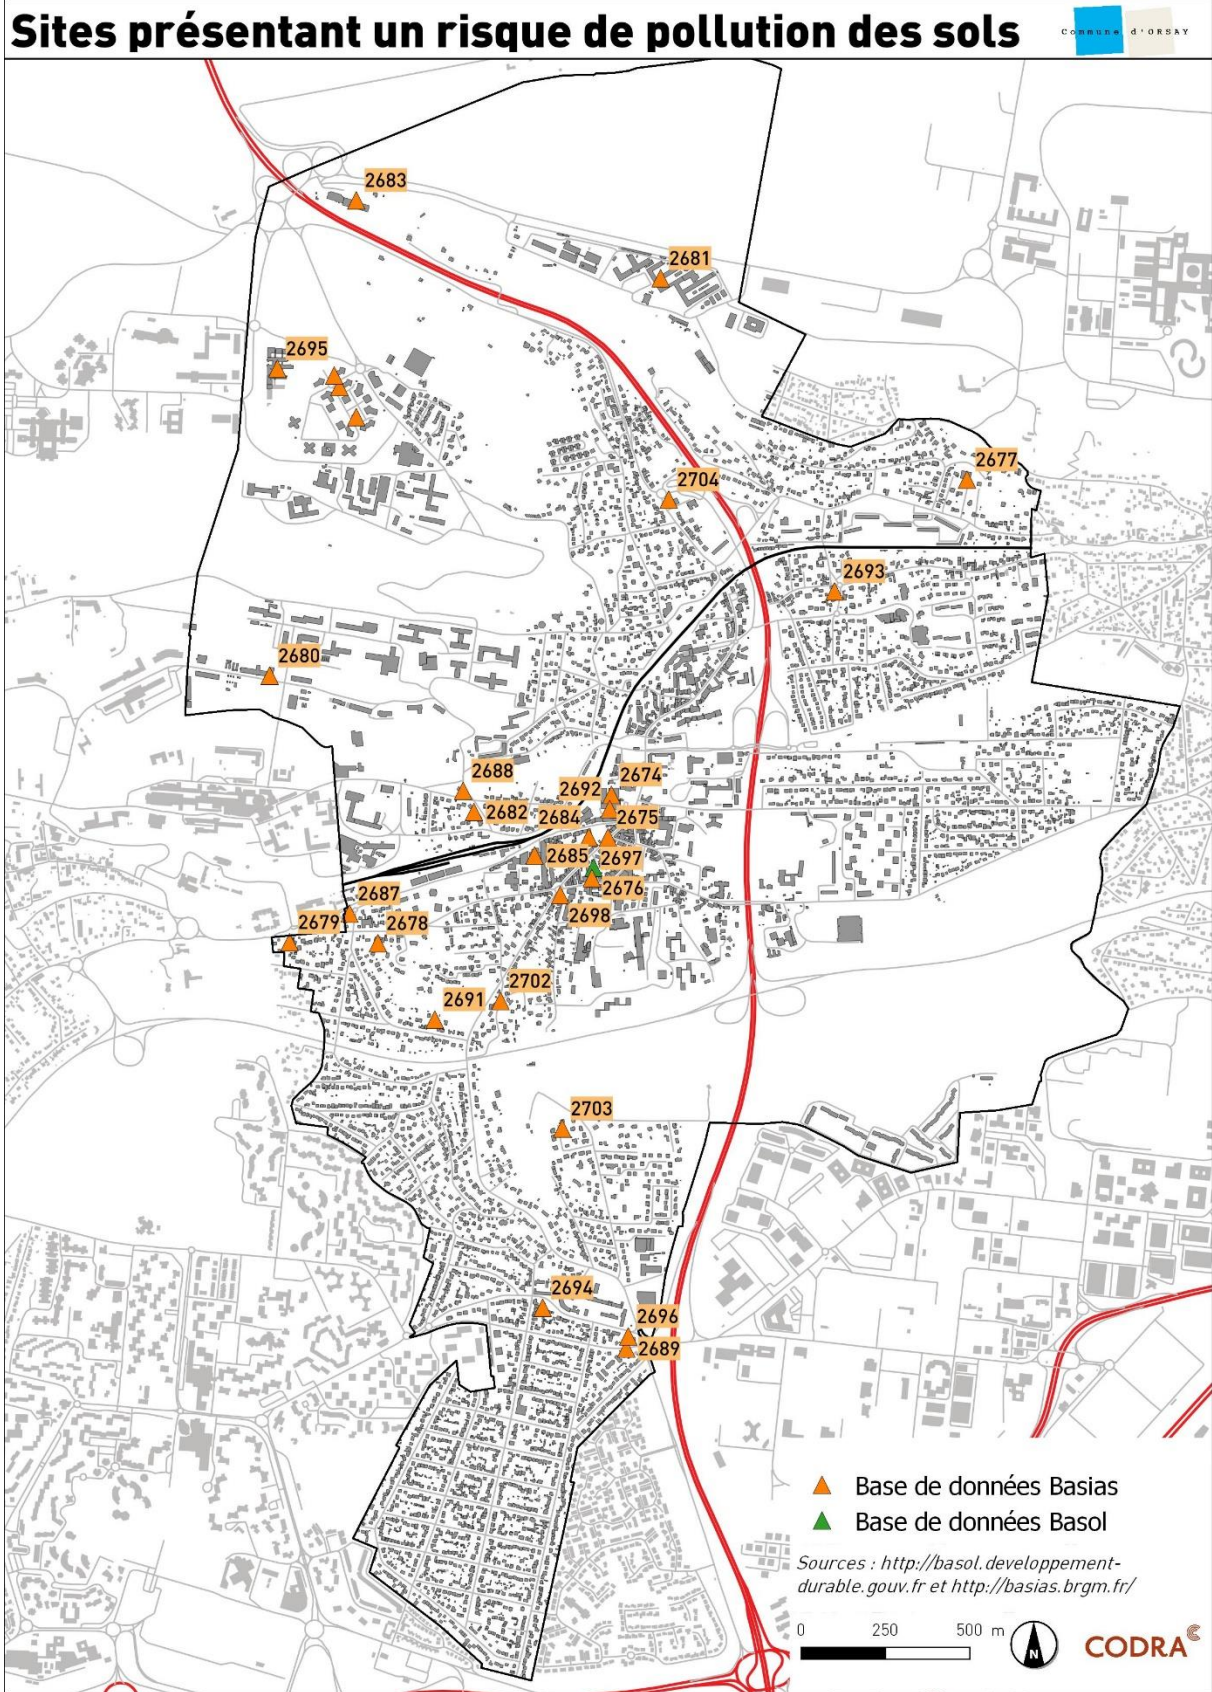 Sites présentant un risque de pollution des sols
Commune d'ORSAY
2683
2681
2695
2677
2704
2693
2680
2688
2674
2692
2682
2684
2675
2685
2697
2676
2687
2698
2679
2678
2702
2691
2703
2694
2696
2689
Base de données Basias
Base de données Basol
Sources : http://basol.developpement-
durable.gouv.fr et http://basias.brgm.fr/
0 250 500 m
N
CODRA